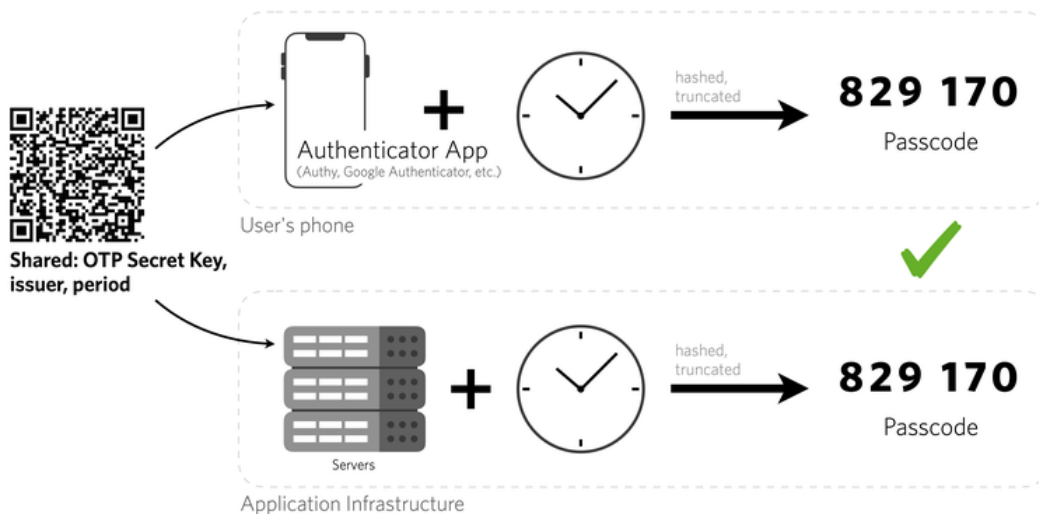 hashed,
truncated
829 170
Passcode
Authenticator App
(Authy, Google Authenticator, etc.)
User's phone
Shared: OTP Secret Key,
issuer, period
hashed,
truncated
829 170
Passcode
Servers
Application Infrastructure